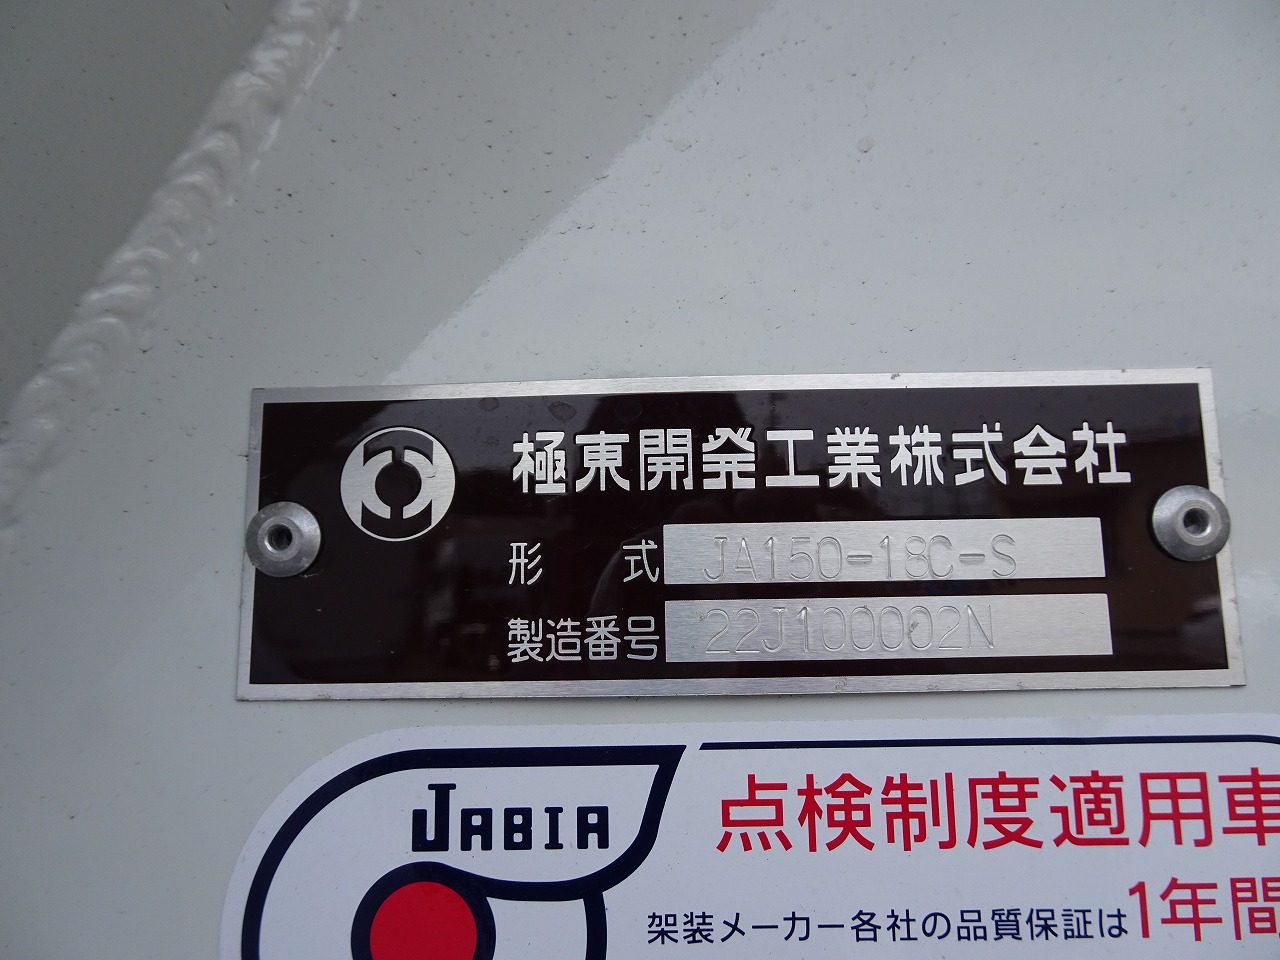 極東開発工業株式会社
形式 JA150-18C-S
製造番号 22J100002N
JABIA
点検制度適用車
架装メーカー各社の品質保証は1年間